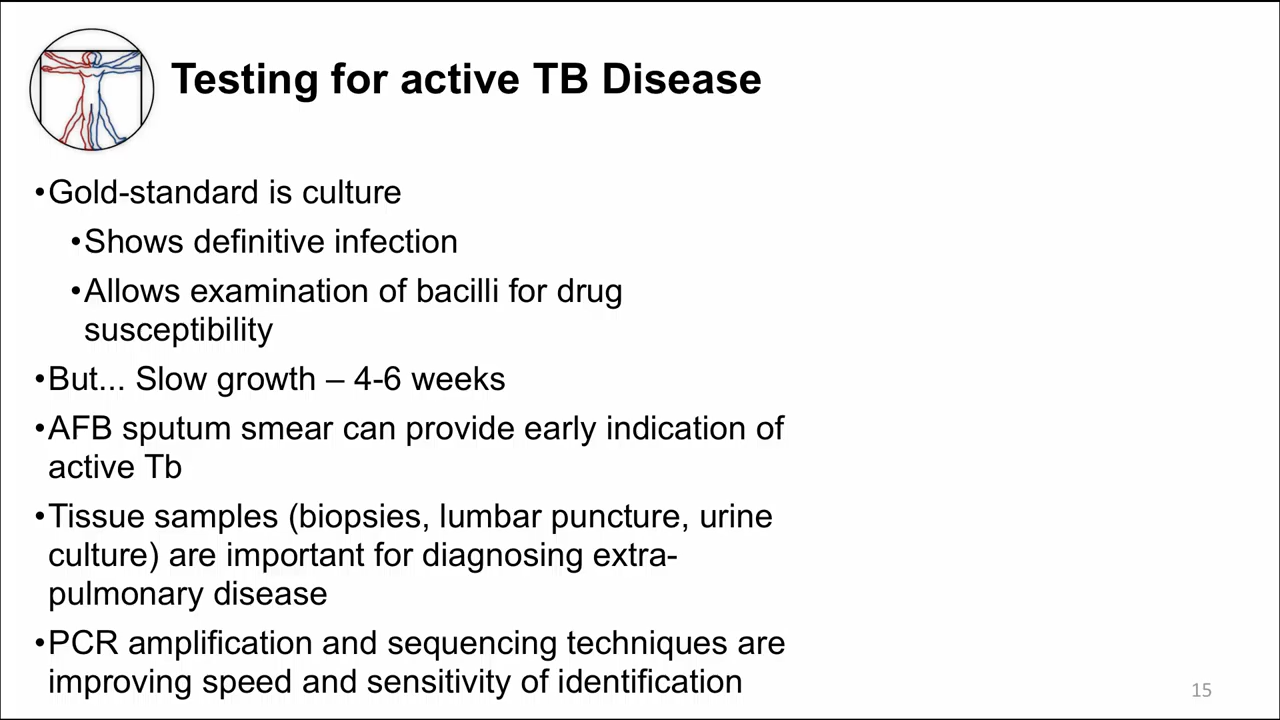 Testing for active TB Disease
•Gold-standard is culture
•Shows definitive infection
•Allows examination of bacilli for drug
susceptibility
•But... Slow growth – 4-6 weeks
•AFB sputum smear can provide early indication of
active Tb
•Tissue samples (biopsies, lumbar puncture, urine
culture) are important for diagnosing extra-
pulmonary disease
•PCR amplification and sequencing techniques are
improving speed and sensitivity of identification
15